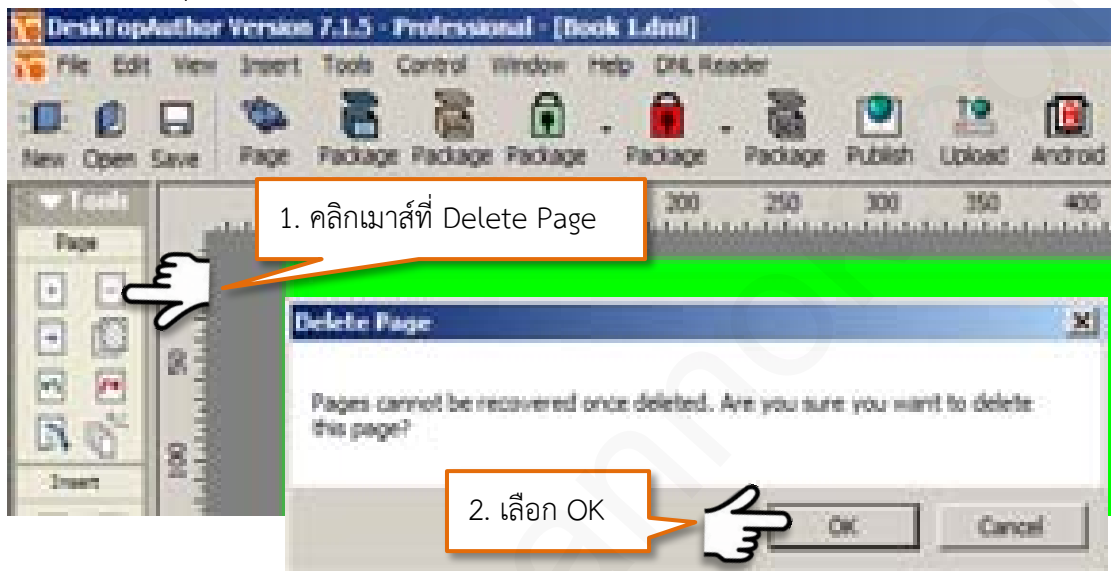 DeskTopAuthor Version 7.1.5 - Professional - [Book 1.dml]
File Edit View Insert Tools Control Window Help DNL Reader
New Open Save Page Package Package Package Package Package Publish Upload Android
Tools
200 250 300 350 400
1. คลิกเมาส์ที่ Delete Page
Page
Delete Page
50
Pages cannot be recovered once deleted. Are you sure you want to delete
this page?
100
Insert
2. เลือก OK
OK Cancel